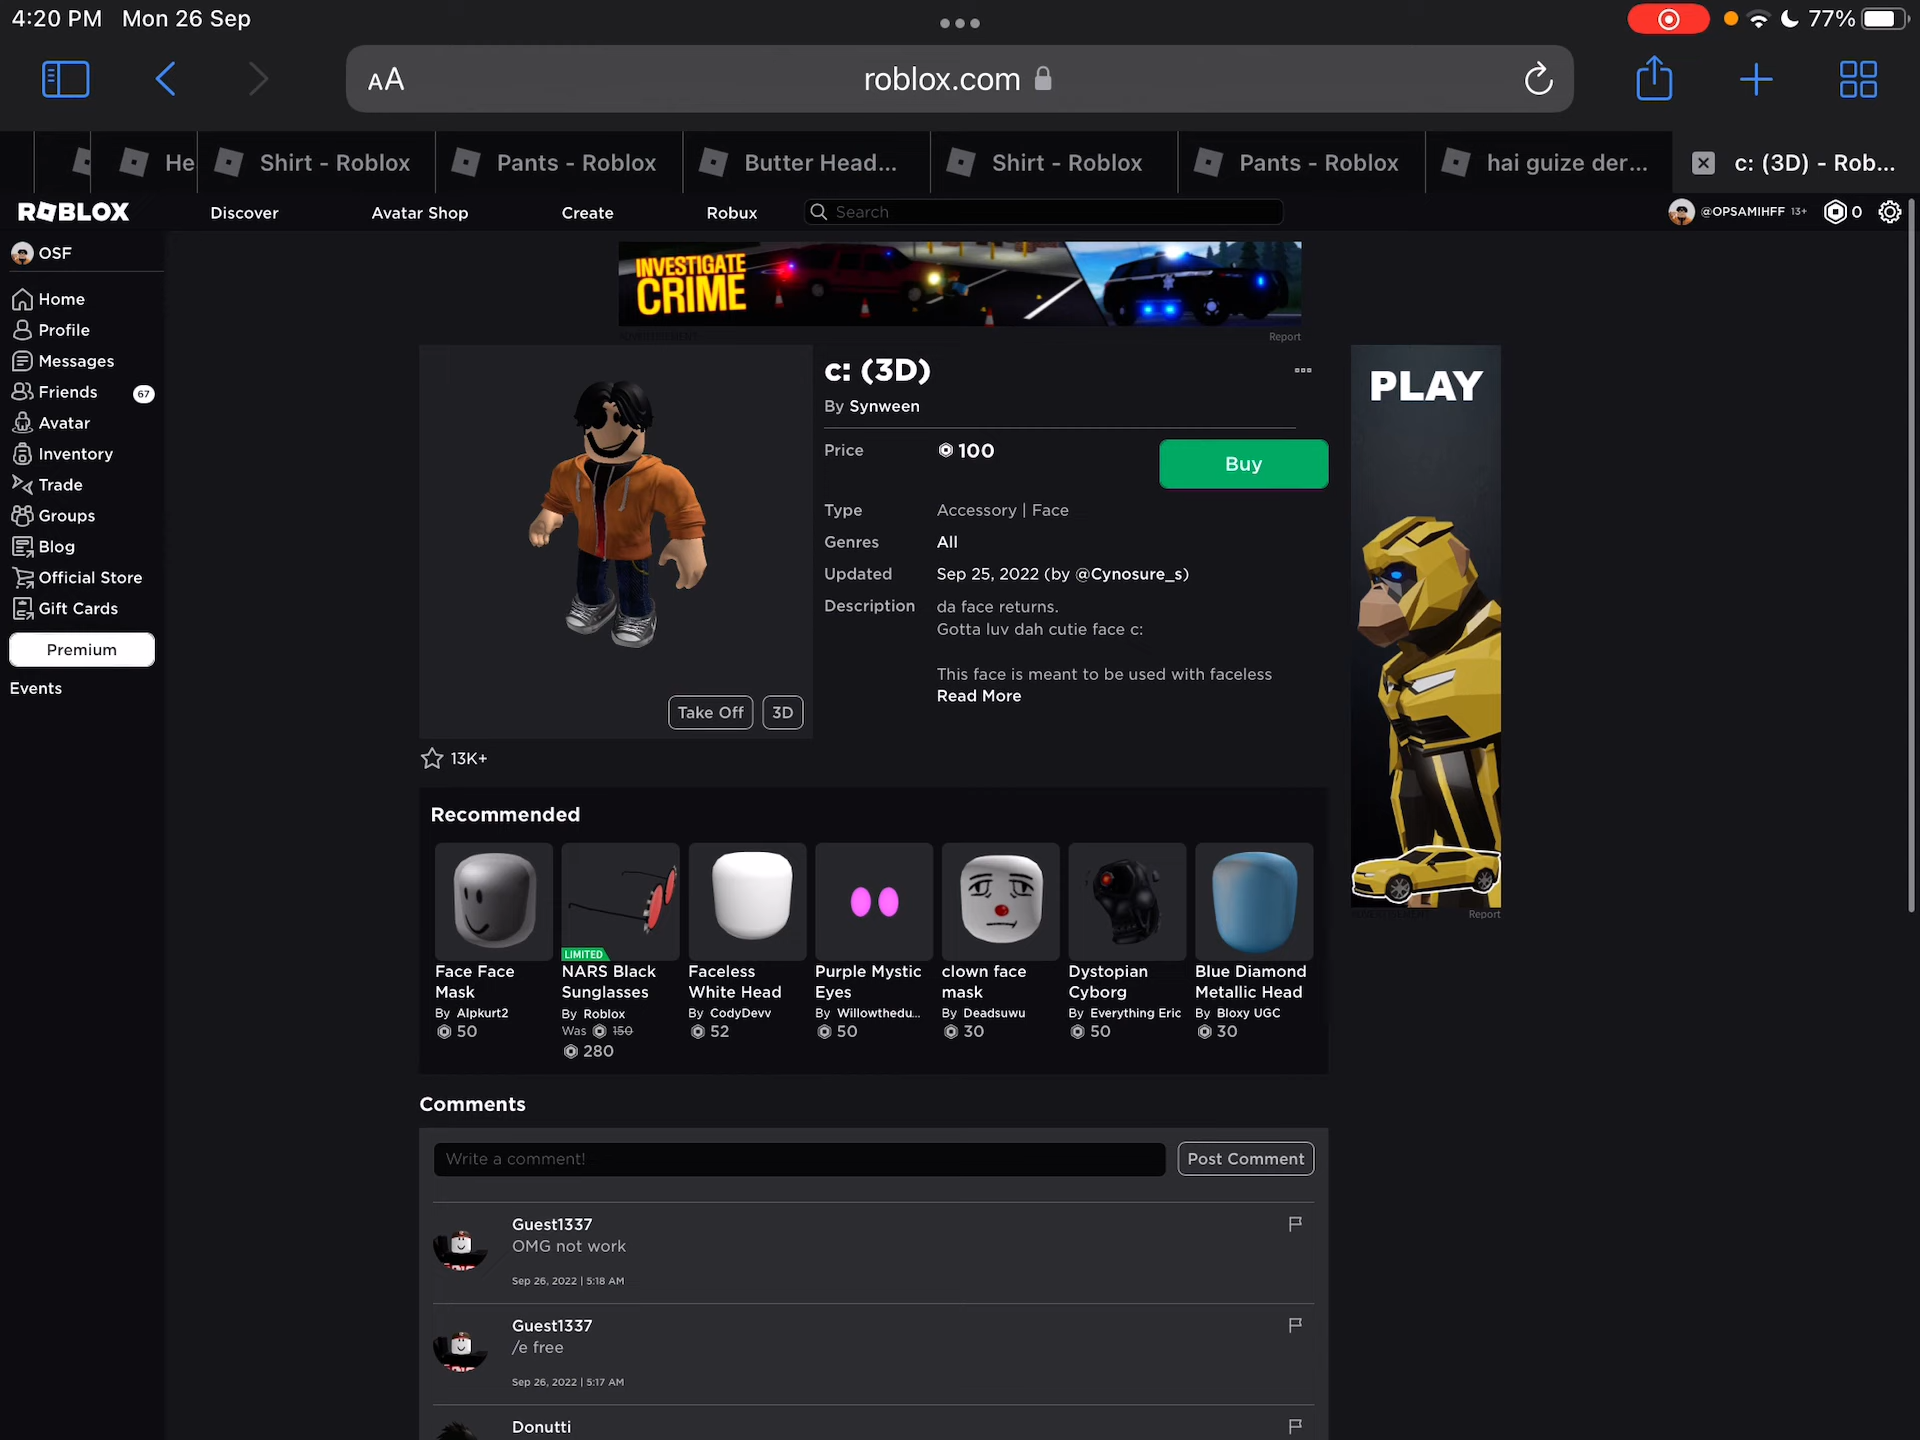 4:20 PM Mon 26 Sep
77%
AA
roblox.com
He
Shirt - Roblox
Pants - Roblox
Butter Head...
Shirt - Roblox
Pants - Roblox
hai guize der...
c: (3D) - Rob...
ROBLOX
Discover
Avatar Shop
Create
Robux
Search
@OPSAMIHFF 13+
0
OSF
Home
Profile
Messages
Friends
67
Avatar
Inventory
Trade
Groups
Blog
Official Store
Gift Cards
Premium
Events
INVESTIGATE
CRIME
ADVERTISEMENT
Report
c: (3D)
By Synween
Price
100
Buy
Type
Accessory | Face
Genres
All
Updated
Sep 25, 2022 (by @Cynosure_s)
Description
da face returns.
Gotta luv dah cutie face c:
This face is meant to be used with faceless
Read More
Take Off
3D
13K+
PLAY
ADVERTISEMENT
Report
Recommended
Face Face
Mask
By Alpkurt2
50
LIMITED
NARS Black
Sunglasses
By Roblox
Was 150
280
Faceless
White Head
By CodyDevv
52
Purple Mystic
Eyes
By Willowthedu...
50
clown face
mask
By Deadsuwu
30
Dystopian
Cyborg
By Everything Eric
50
Blue Diamond
Metallic Head
By Bloxy UGC
30
Comments
Write a comment!
Post Comment
Guest1337
OMG not work
Sep 26, 2022 | 5:18 AM
Guest1337
/e free
Sep 26, 2022 | 5:17 AM
Donutti